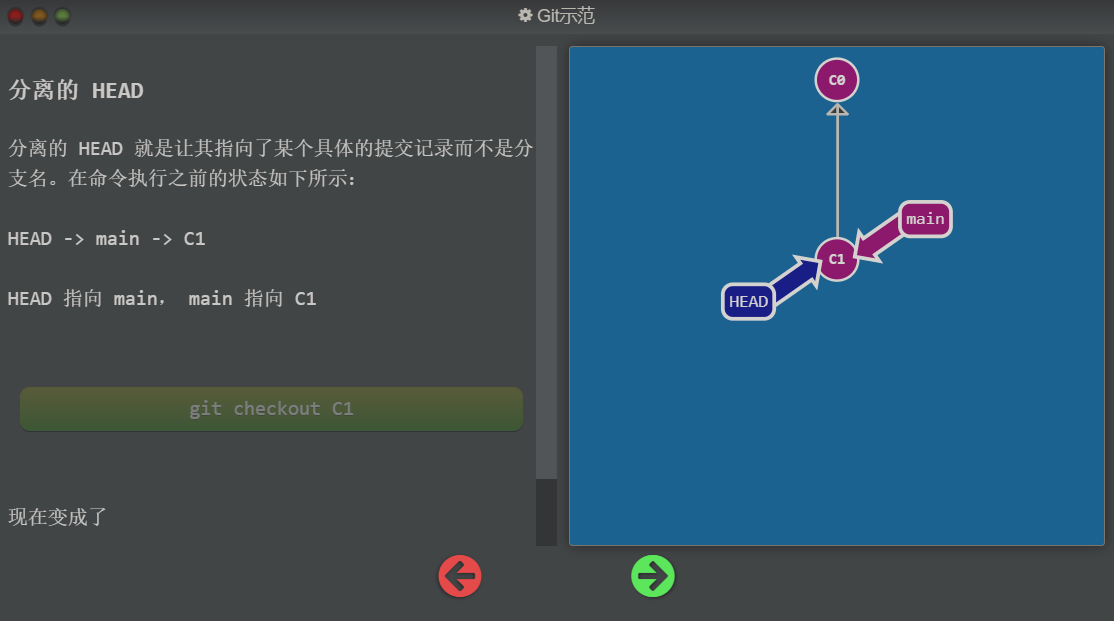 Git示范
分离的 HEAD
分离的 HEAD 就是让其指向了某个具体的提交记录而不是分
支名。在命令执行之前的状态如下所示：
HEAD -> main -> C1
HEAD 指向 main， main 指向 C1
git checkout C1
现在变成了
C0
main
C1
HEAD